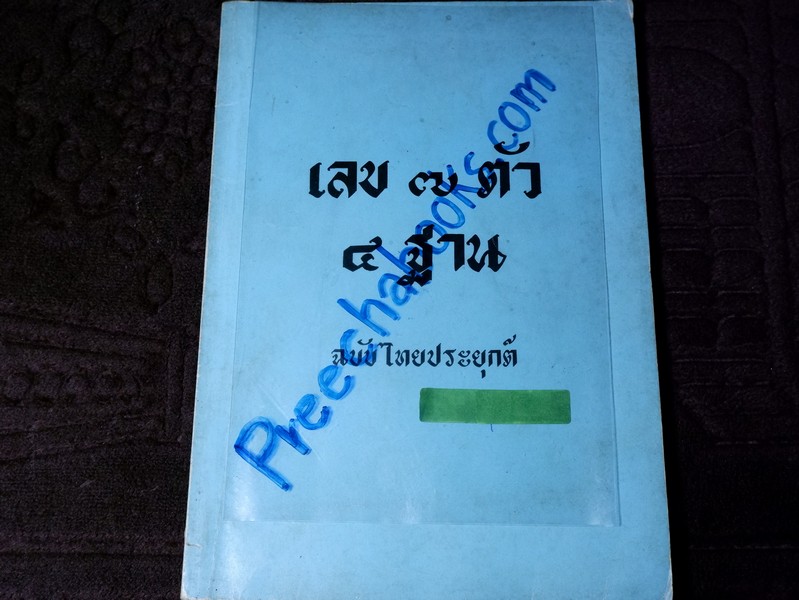 เลข ๗ ตัว
๔ ฐาน
ฉบับไทยประยุกต์
Preechabooks.com